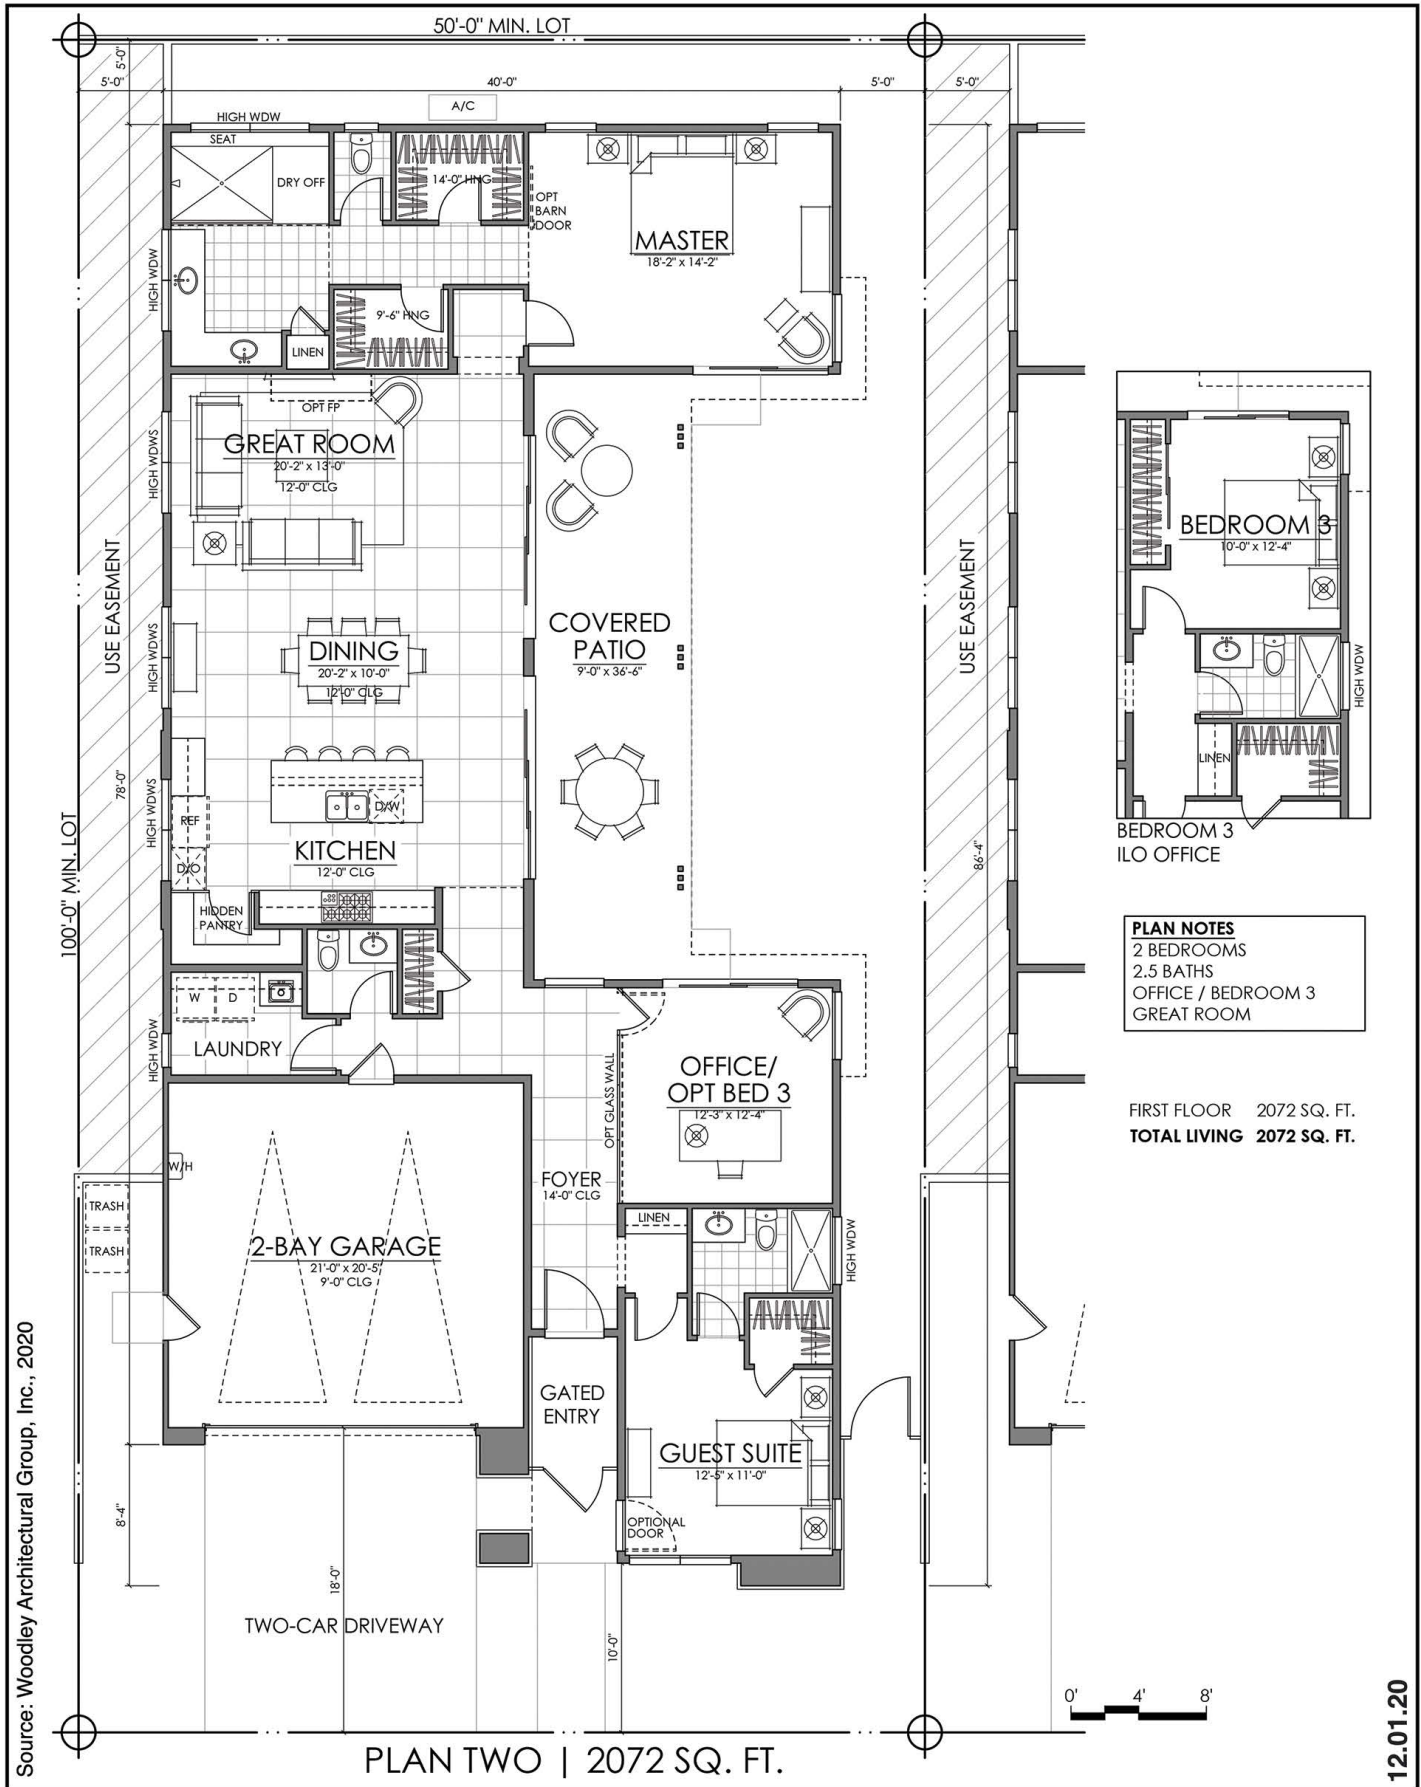 50'-0" MIN. LOT
5'-0"
5'-0"
40'-0"
5'-0"
5'-0"
A/C
HIGH WDW
SEAT
DRY OFF
14'-0" HNG
OPT
BARN
DOOR
MASTER
18'-2" x 14'-2"
HIGH WDW
9'-6" HNG
LINEN
OPT FP
GREAT ROOM
20'-2" x 13'-0"
12'-0" CLG
HIGH WDWS
USE EASEMENT
USE EASEMENT
BEDROOM 3
10'-0" x 12'-4"
COVERED
PATIO
9'-0" x 36'-6"
DINING
20'-2" x 10'-0"
12'-0" CLG
HIGH WDWS
HIGH WDW
LINEN
78'-0"
HIGH WDWS
REF
D/W
D/O
KITCHEN
12'-0" CLG
BEDROOM 3
ILO OFFICE
100'-0" MIN. LOT
86'-4"
HIDDEN
PANTRY
PLAN NOTES
2 BEDROOMS
2.5 BATHS
OFFICE / BEDROOM 3
GREAT ROOM
W
D
LAUNDRY
HIGH WDW
OFFICE/
OPT BED 3
12'-3" x 12'-4"
OPT GLASS WALL
FIRST FLOOR 2072 SQ. FT.
TOTAL LIVING 2072 SQ. FT.
W/H
FOYER
14'-0" CLG
TRASH
TRASH
LINEN
HIGH WDW
2-BAY GARAGE
21'-0" x 20'-5"
9'-0" CLG
GATED
ENTRY
GUEST SUITE
12'-5" x 11'-0"
OPTIONAL
DOOR
8'-4"
18'-0"
10'-0"
TWO-CAR DRIVEWAY
0' 4' 8'
PLAN TWO | 2072 SQ. FT.
Source: Woodley Architectural Group, Inc., 2020
12.01.20